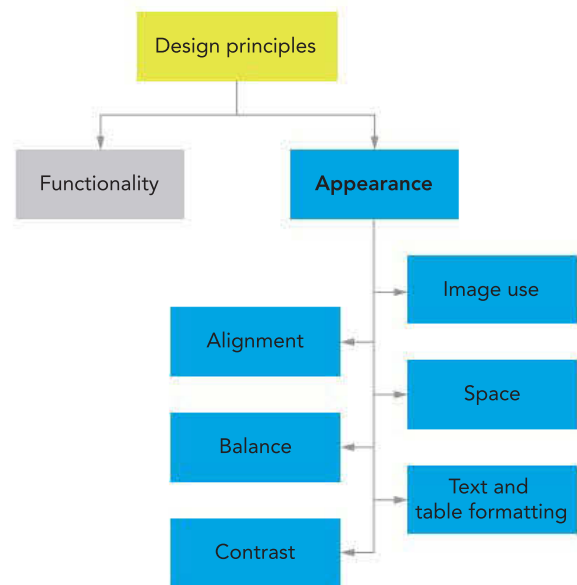 Design principles
Functionality
Appearance
Image use
Alignment
Space
Balance
Text and
table formatting
Contrast